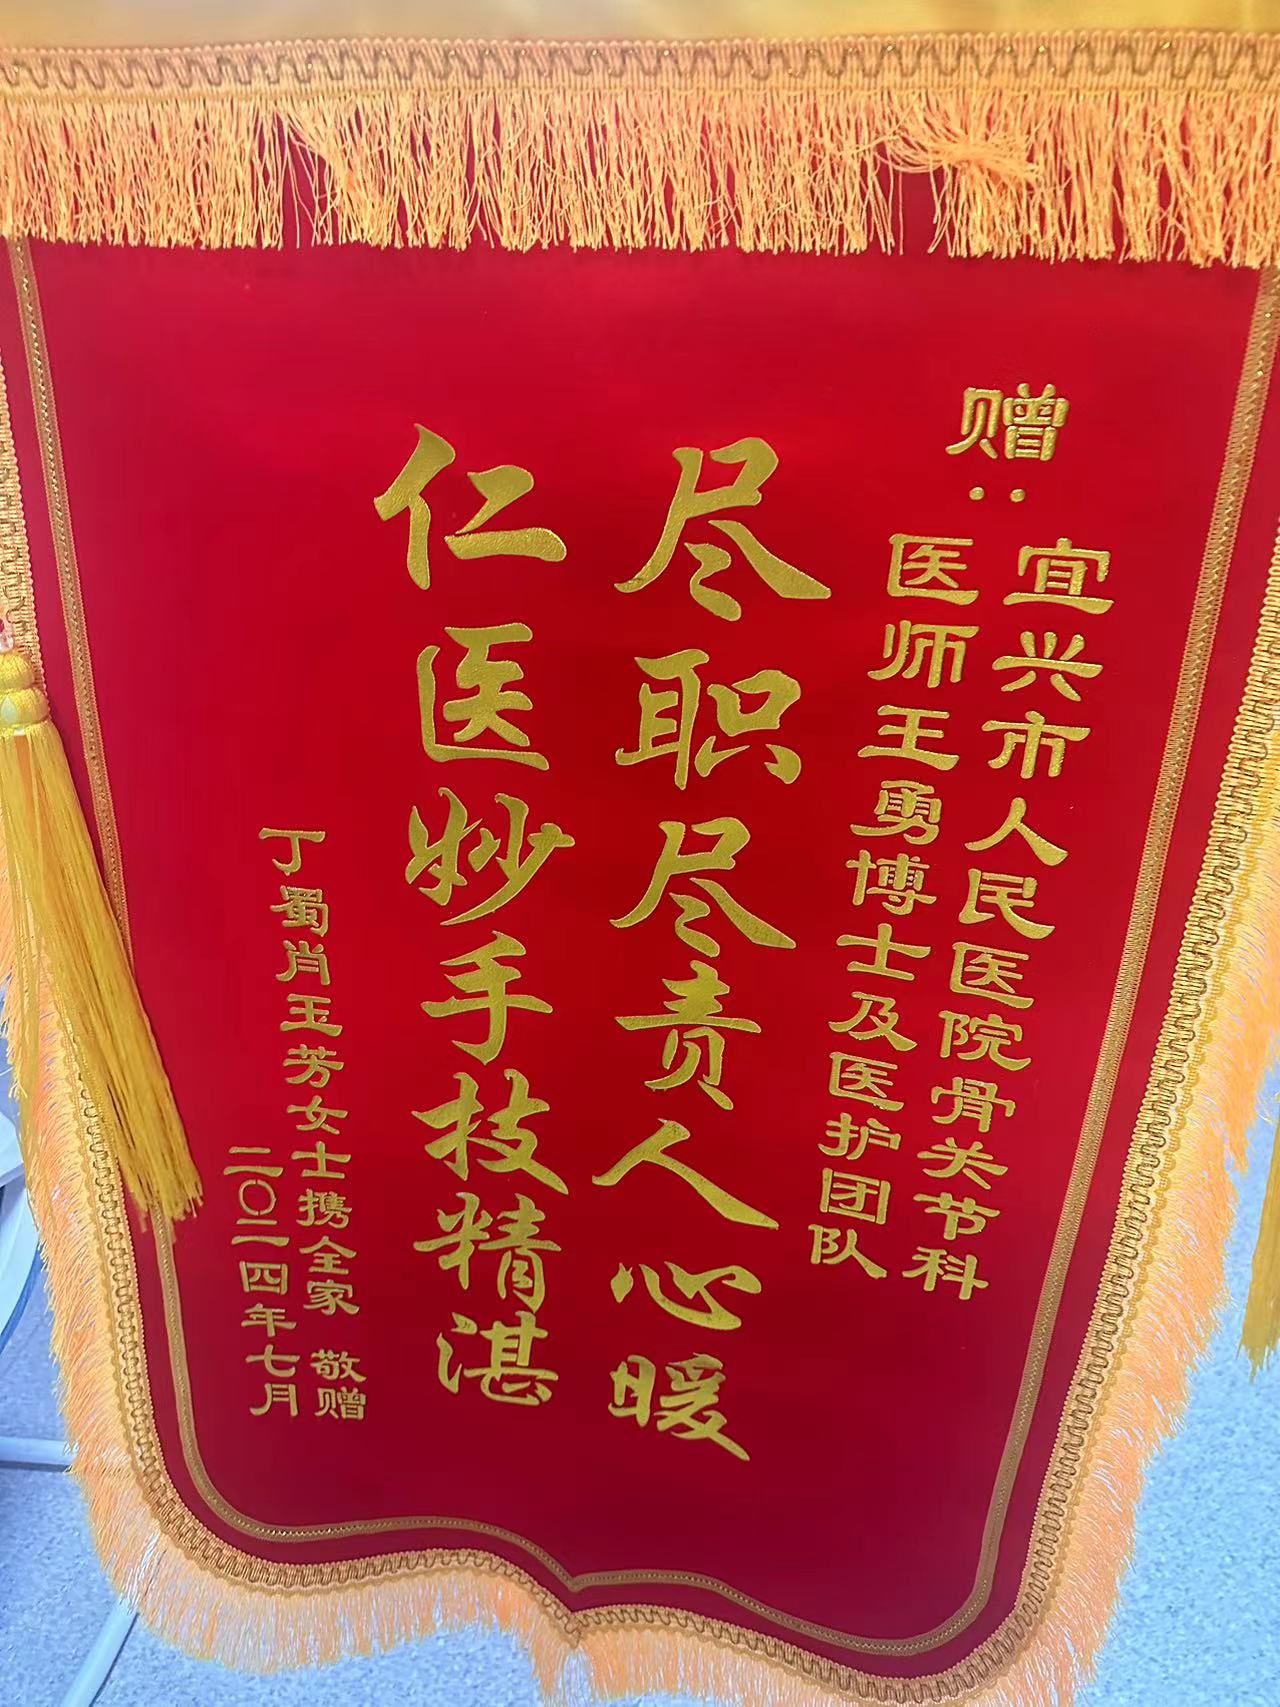 赠：
宜兴市人民医院骨关节科
医师王勇博士及医护团队
尽职尽责人心暖
仁医妙手技精湛
丁蜀肖玉芳女士携全家 敬赠
二〇二四年七月